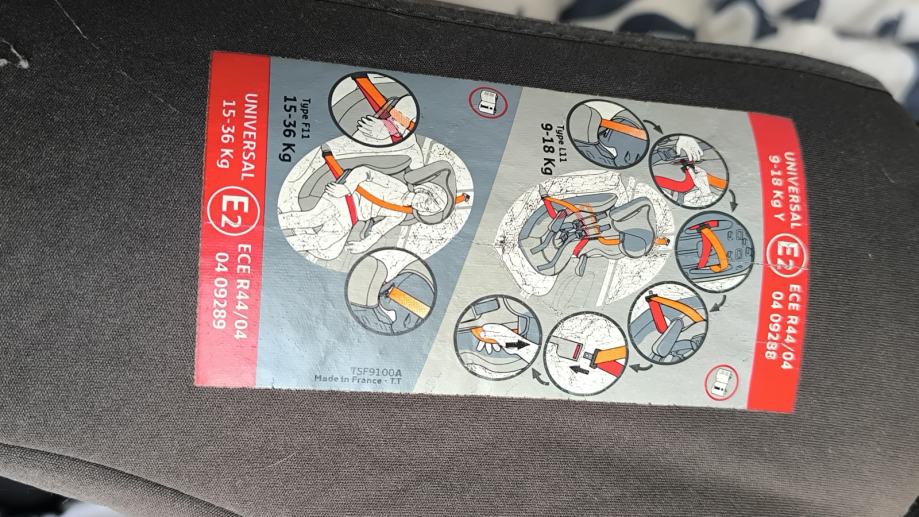 UNIVERSAL
9-18 Kg Y
E2
ECE R44/04
04 09288
Type L11
9-18 Kg
Type F11
15-36 Kg
TSF9100A
Made in France - T.T
UNIVERSAL
15-36 Kg
E2
ECE R44/04
04 09289